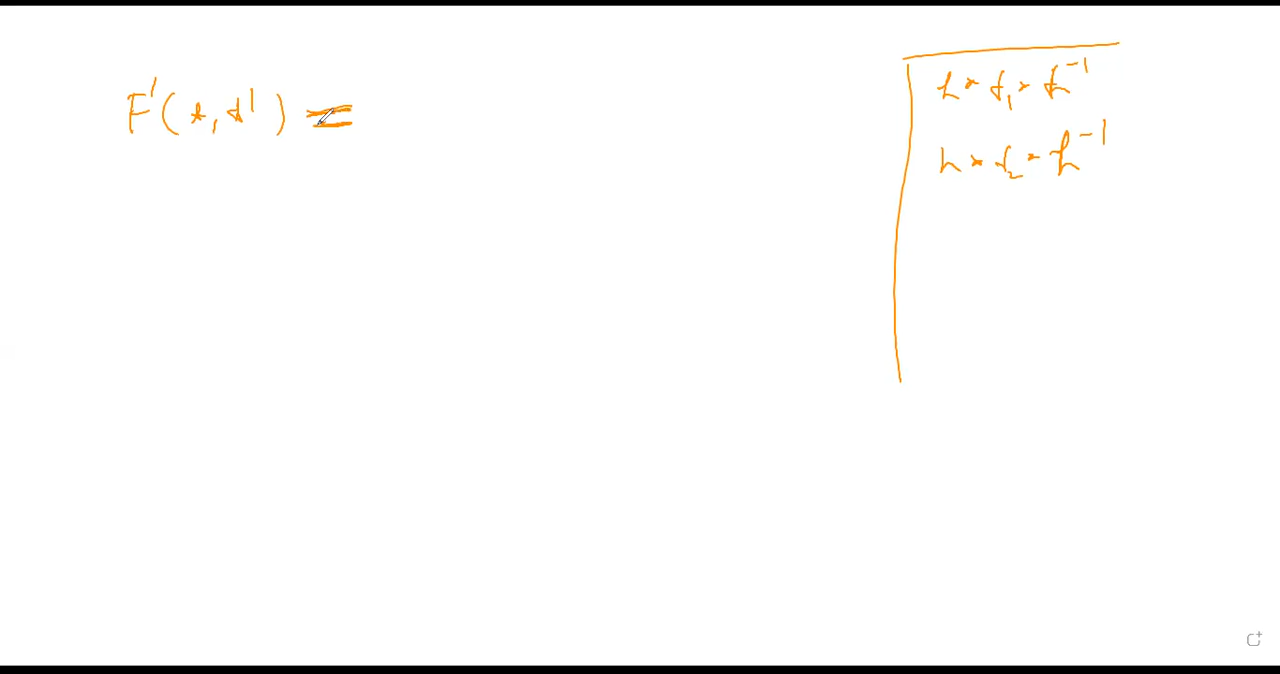 F'(t, t') =
h * f₁ * h⁻¹
h * f₂ * h⁻¹